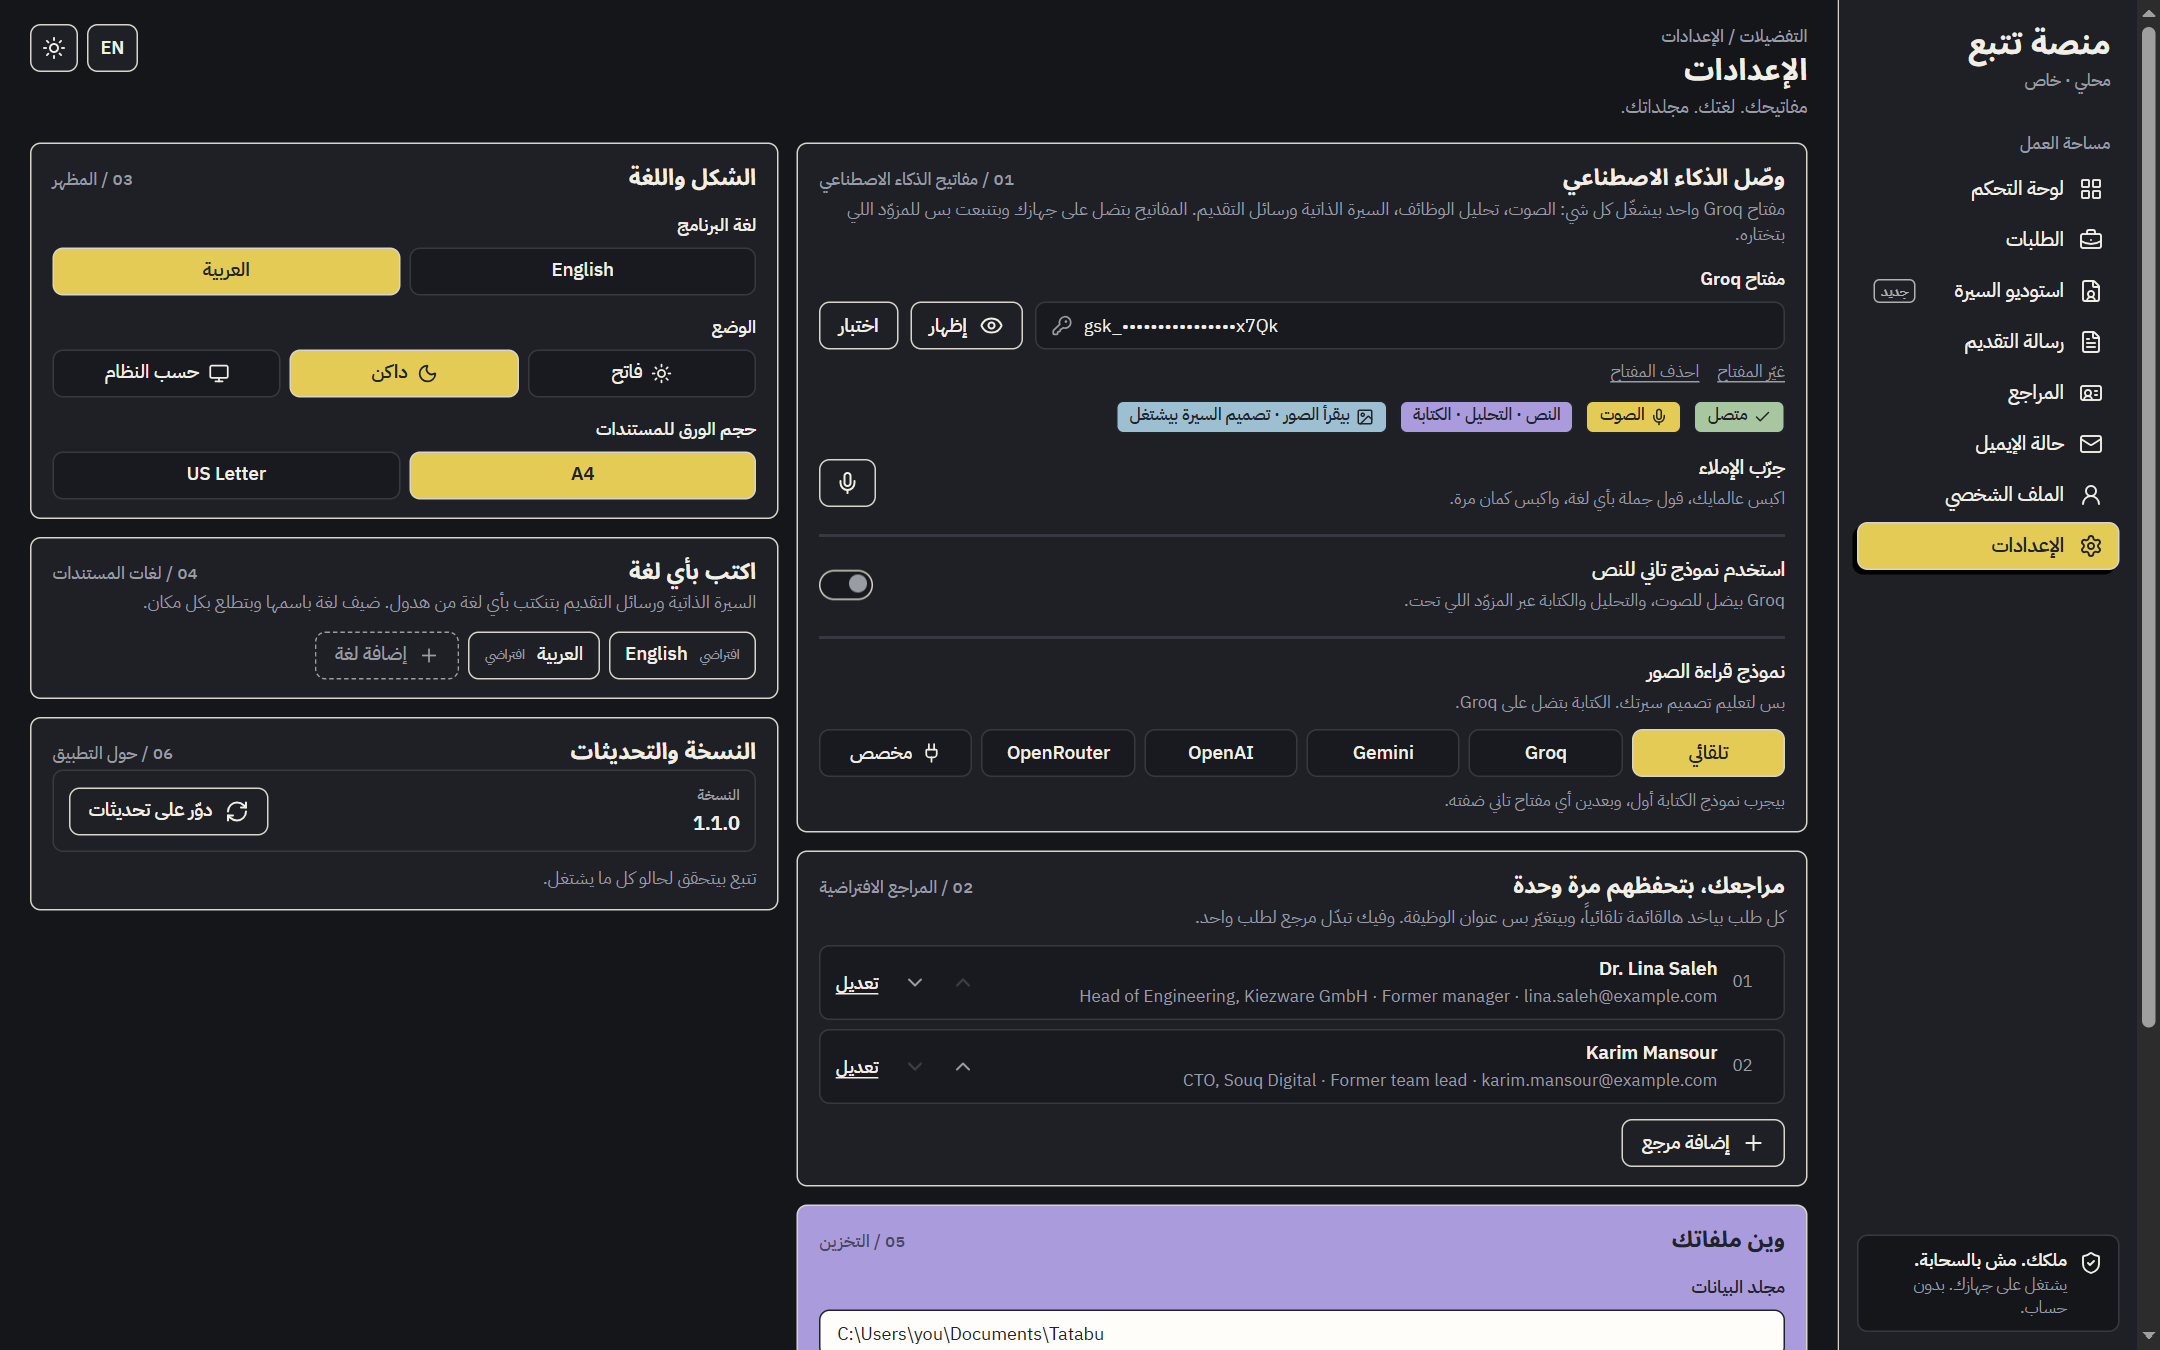 منصة تتبع
محلي · خاص
مساحة العمل
لوحة التحكم
الطلبات
استوديو السيرة
جديد
رسالة التقديم
المراجع
حالة الإيميل
الملف الشخصي
الإعدادات
ملكك. مش بالسحابة.
يشتغل على جهازك. بدون
حساب.
التفضيلات / الإعدادات
الإعدادات
مفاتيحك. لغتك. مجلداتك.
EN
وصّل الذكاء الاصطناعي
01 / مفاتيح الذكاء الاصطناعي
مفتاح Groq واحد بيشغّل كل شي: الصوت، تحليل الوظائف، السيرة الذاتية ورسائل التقديم. المفاتيح بتضل على جهازك وبتنبعت بس للمزوّد اللي
بتختاره.
مفتاح Groq
gsk_••••••••••••••••x7Qk
إظهار
اختبار
غيّر المفتاح
احذف المفتاح
متصل
الصوت
النص · التحليل · الكتابة
بيقرأ الصور · تصميم السيرة بيشتغل
جرّب الإملاء
اكبس عالمايك، قول جملة بأي لغة، واكبس كمان مرة.
استخدم نموذج تاني للنص
Groq بيضل للصوت، والتحليل والكتابة عبر المزوّد اللي تحت.
نموذج قراءة الصور
بس لتعليم تصميم سيرتك. الكتابة بتضل على Groq.
تلقائي
Groq
Gemini
OpenAI
OpenRouter
مخصص
بيجرب نموذج الكتابة أول، وبعدين أي مفتاح تاني ضفته.
مراجعك، بتحفظهم مرة وحدة
02 / المراجع الافتراضية
كل طلب بياخد هالقائمة تلقائياً، وبيتغيّر بس عنوان الوظيفة. وفيك تبدّل مرجع لطلب واحد.
01
Dr. Lina Saleh
Head of Engineering, Kiezware GmbH · Former manager · lina.saleh@example.com
تعديل
02
Karim Mansour
CTO, Souq Digital · Former team lead · karim.mansour@example.com
تعديل
إضافة مرجع
وين ملفاتك
05 / التخزين
مجلد البيانات
C:\Users\you\Documents\Tatabu
الشكل واللغة
03 / المظهر
لغة البرنامج
English
العربية
الوضع
فاتح
داكن
حسب النظام
حجم الورق للمستندات
A4
US Letter
اكتب بأي لغة
04 / لغات المستندات
السيرة الذاتية ورسائل التقديم بتنكتب بأي لغة من هدول. ضيف لغة باسمها وبتطلع بكل مكان.
English افتراضي
العربية افتراضي
إضافة لغة
النسخة والتحديثات
06 / حول التطبيق
النسخة
1.1.0
دوّر على تحديثات
تتبع بيتحقق لحالو كل ما يشتغل.